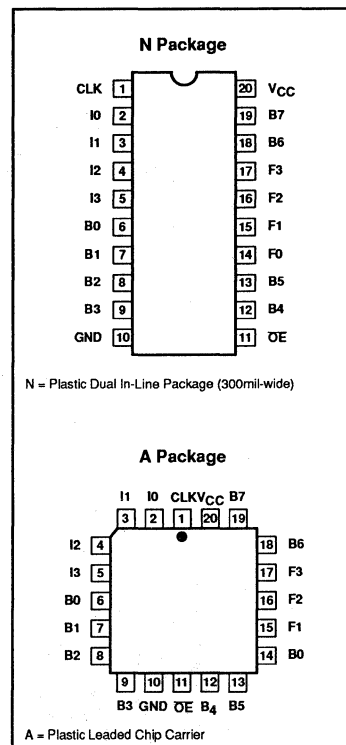 N Package
CLK 1 20 VCC
I0 2 19 B7
I1 3 18 B6
I2 4 17 F3
I3 5 16 F2
B0 6 15 F1
B1 7 14 F0
B2 8 13 B5
B3 9 12 B4
GND 10 11 OE
N = Plastic Dual In-Line Package (300mil-wide)
A Package
I1 I0 CLK VCC B7
3 2 1 20 19
I2 4 18 B6
I3 5 17 F3
B0 6 16 F2
B1 7 15 F1
B2 8 14 B0
9 10 11 12 13
B3 GND OE B4 B5
A = Plastic Leaded Chip Carrier